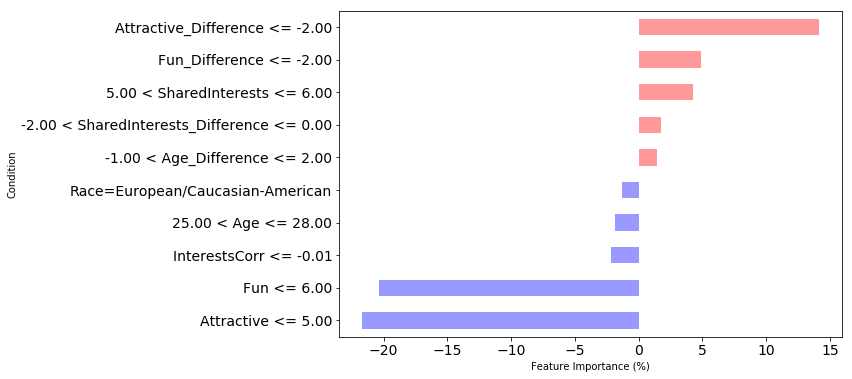 Attractive_Difference <= -2.00
Fun_Difference <= -2.00
5.00 < SharedInterests <= 6.00
-2.00 < SharedInterests_Difference <= 0.00
-1.00 < Age_Difference <= 2.00
Race=European/Caucasian-American
25.00 < Age <= 28.00
InterestsCorr <= -0.01
Fun <= 6.00
Attractive <= 5.00
Condition
−20 −15 −10 −5 0 5 10 15
Feature Importance (%)